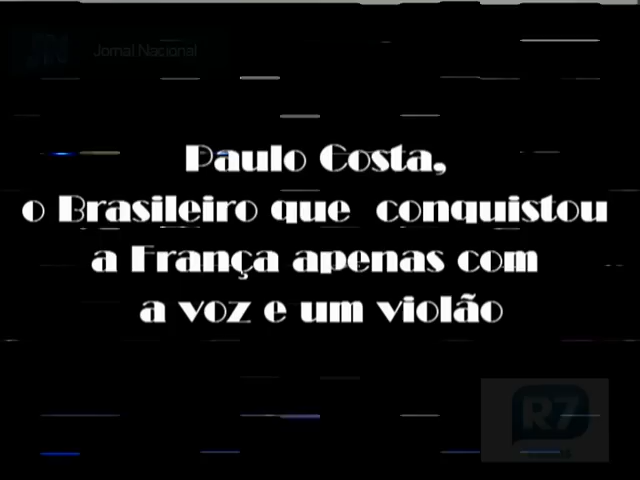 Jornal Nacional
Paulo Costa,
o Brasileiro que conquistou
a França apenas com
a voz e um violão
R7